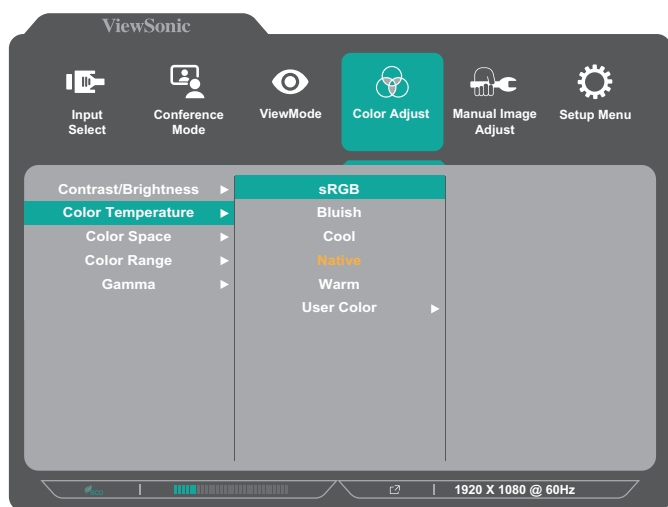 ViewSonic
Input
Select
Conference
Mode
ViewMode
Color Adjust
Manual Image
Adjust
Setup Menu
Contrast/Brightness
Color Temperature
Color Space
Color Range
Gamma
sRGB
Bluish
Cool
Native
Warm
User Color
eco
1920 X 1080 @ 60Hz